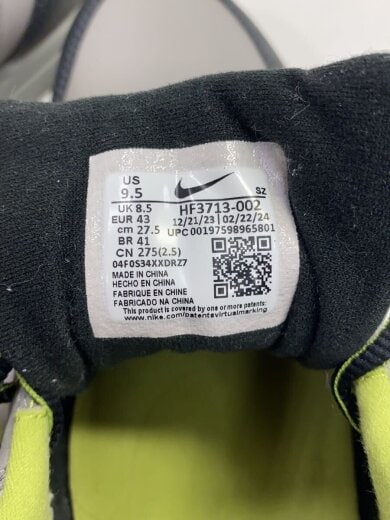 US
9.5
SZ
UK 8.5
HF3713-002
EUR 43
12/21/23 | 02/22/24
cm 27.5
UPC 00197598965801
BR 41
CN 275(2.5)
04F0S34XXDRZ7
MADE IN CHINA
HECHO EN CHINA
FABRIQUE EN CHINE
FABRICADO NA CHINA
This product is covered by one or more patents:
www.nike.com/patentsvirtualmarking